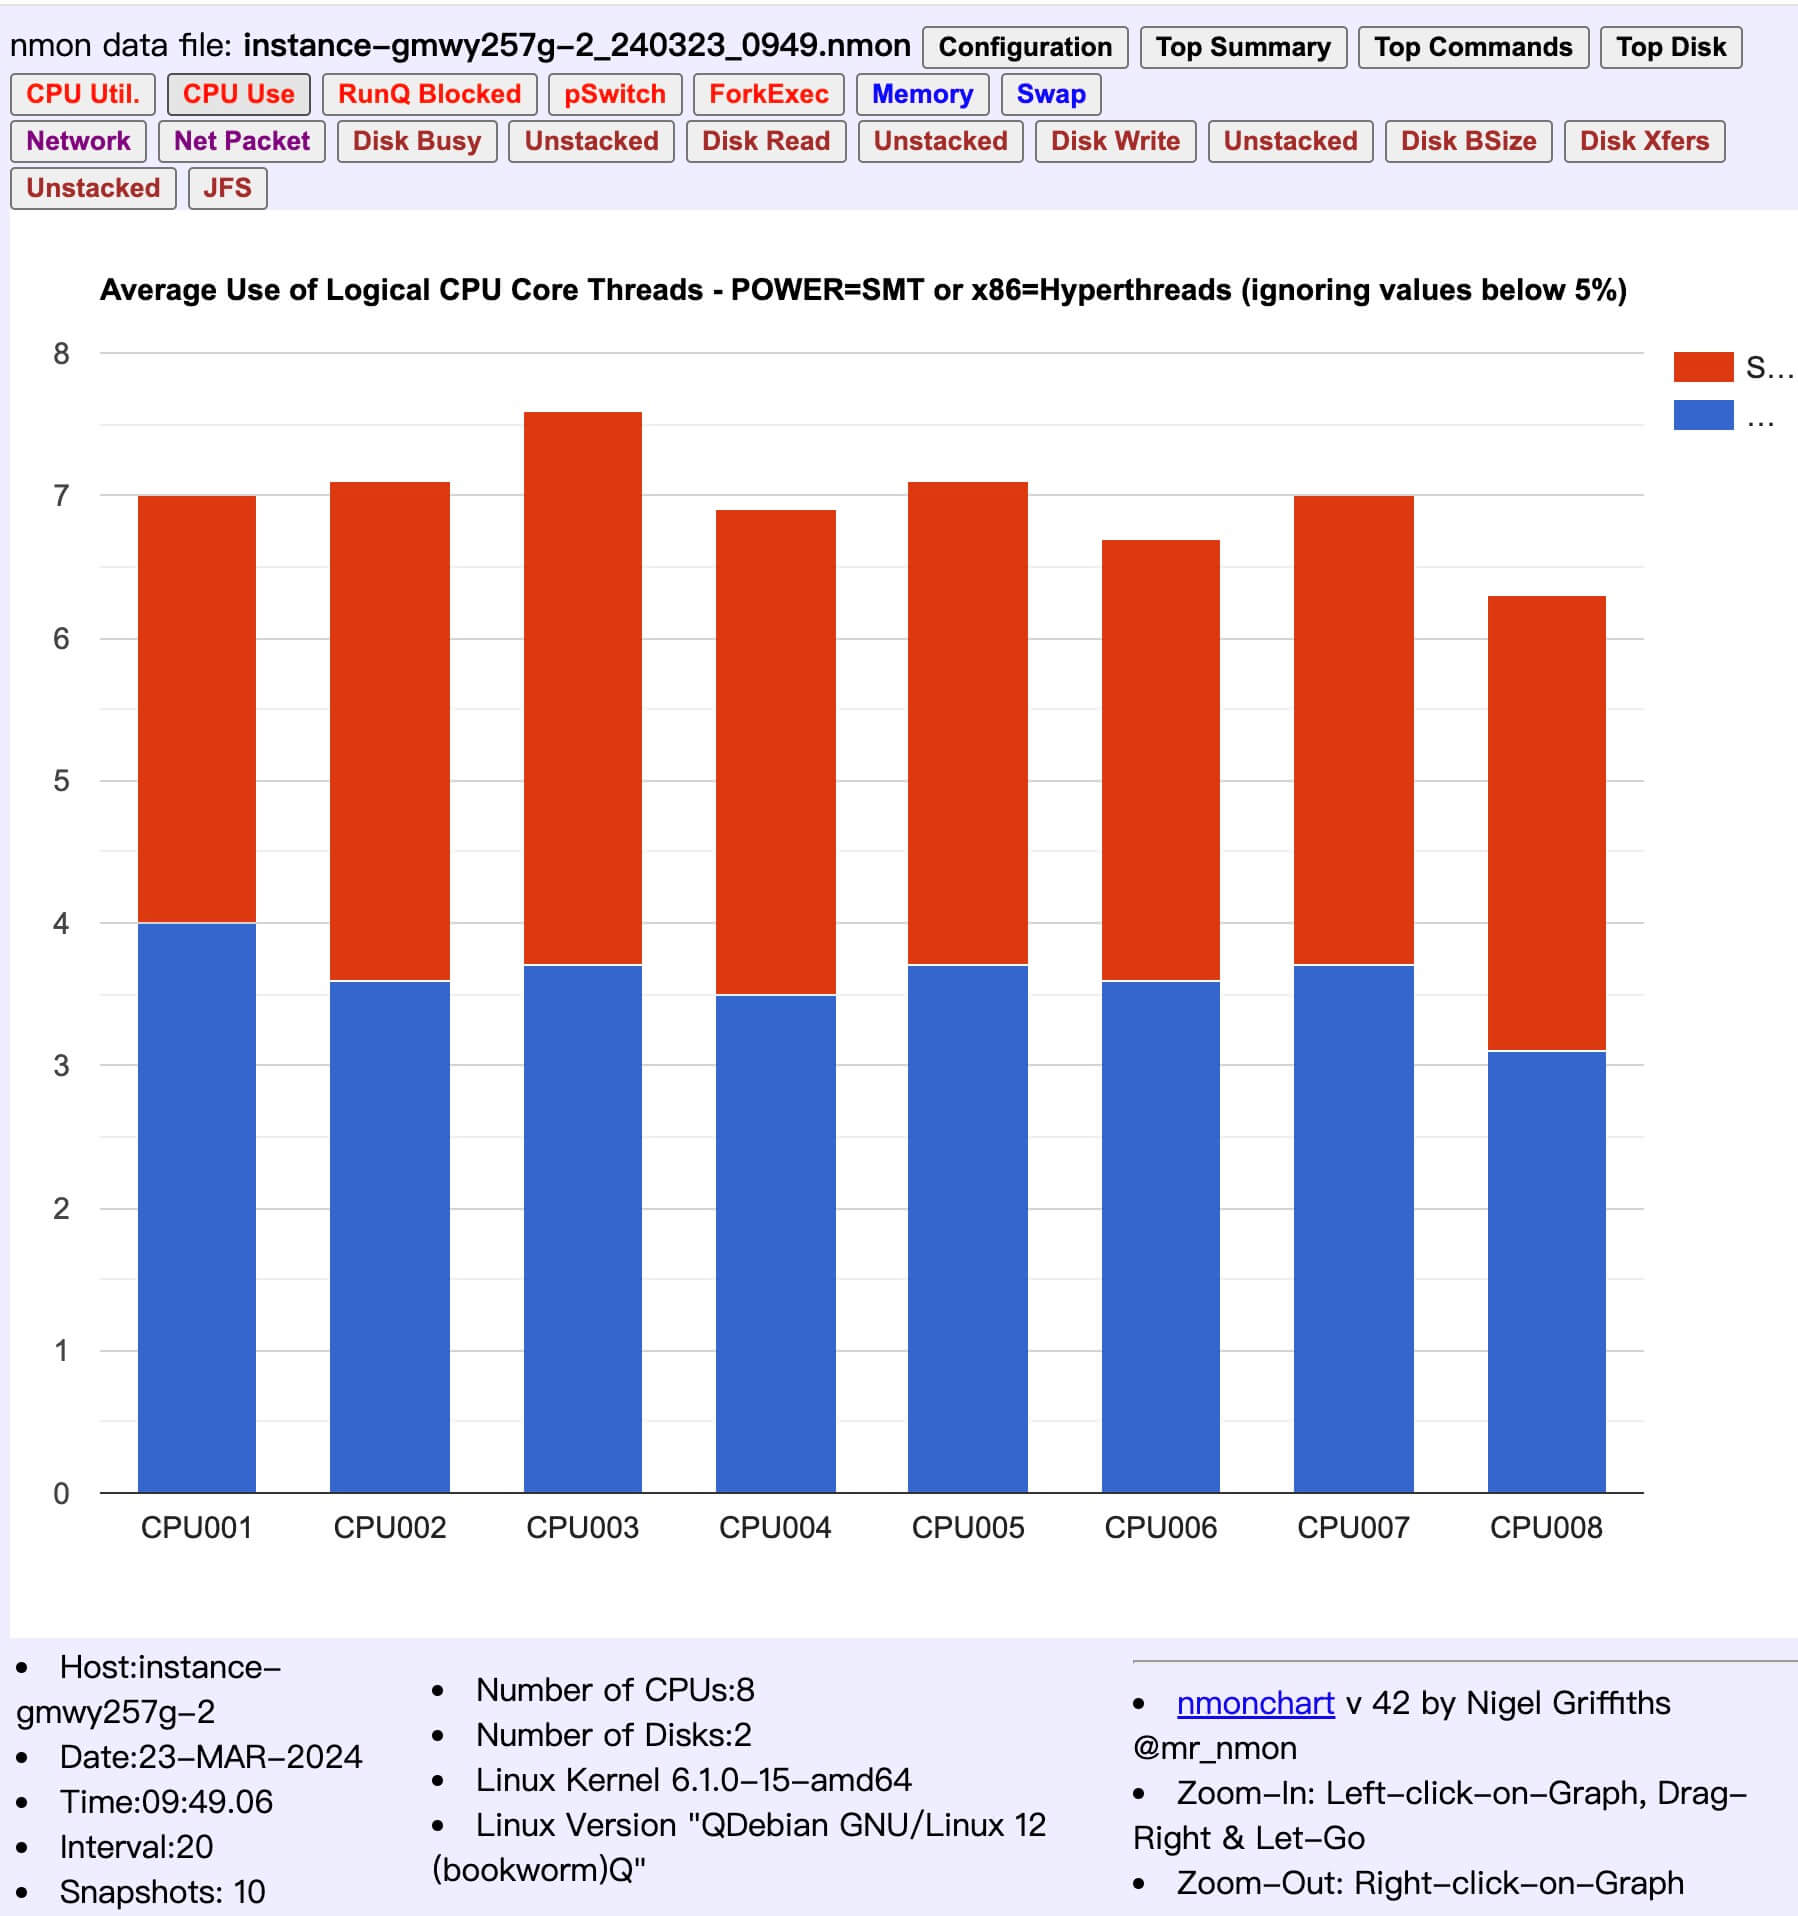 nmon data file: instance-gmwy257g-2_240323_0949.nmon Configuration Top Summary Top Commands Top Disk
CPU Util. CPU Use RunQ Blocked pSwitch ForkExec Memory Swap
Network Net Packet Disk Busy Unstacked Disk Read Unstacked Disk Write Unstacked Disk BSize Disk Xfers
Unstacked JFS
Average Use of Logical CPU Core Threads - POWER=SMT or x86=Hyperthreads (ignoring values below 5%)
8
7
6
5
4
3
2
1
0
S...
...
CPU001 CPU002 CPU003 CPU004 CPU005 CPU006 CPU007 CPU008
• Host:instance-
gmwy257g-2
• Date:23-MAR-2024
• Time:09:49.06
• Interval:20
• Snapshots: 10
• Number of CPUs:8
• Number of Disks:2
• Linux Kernel 6.1.0-15-amd64
• Linux Version "QDebian GNU/Linux 12
(bookworm)Q"
• nmonchart v 42 by Nigel Griffiths
@mr_nmon
• Zoom-In: Left-click-on-Graph, Drag-
Right & Let-Go
• Zoom-Out: Right-click-on-Graph